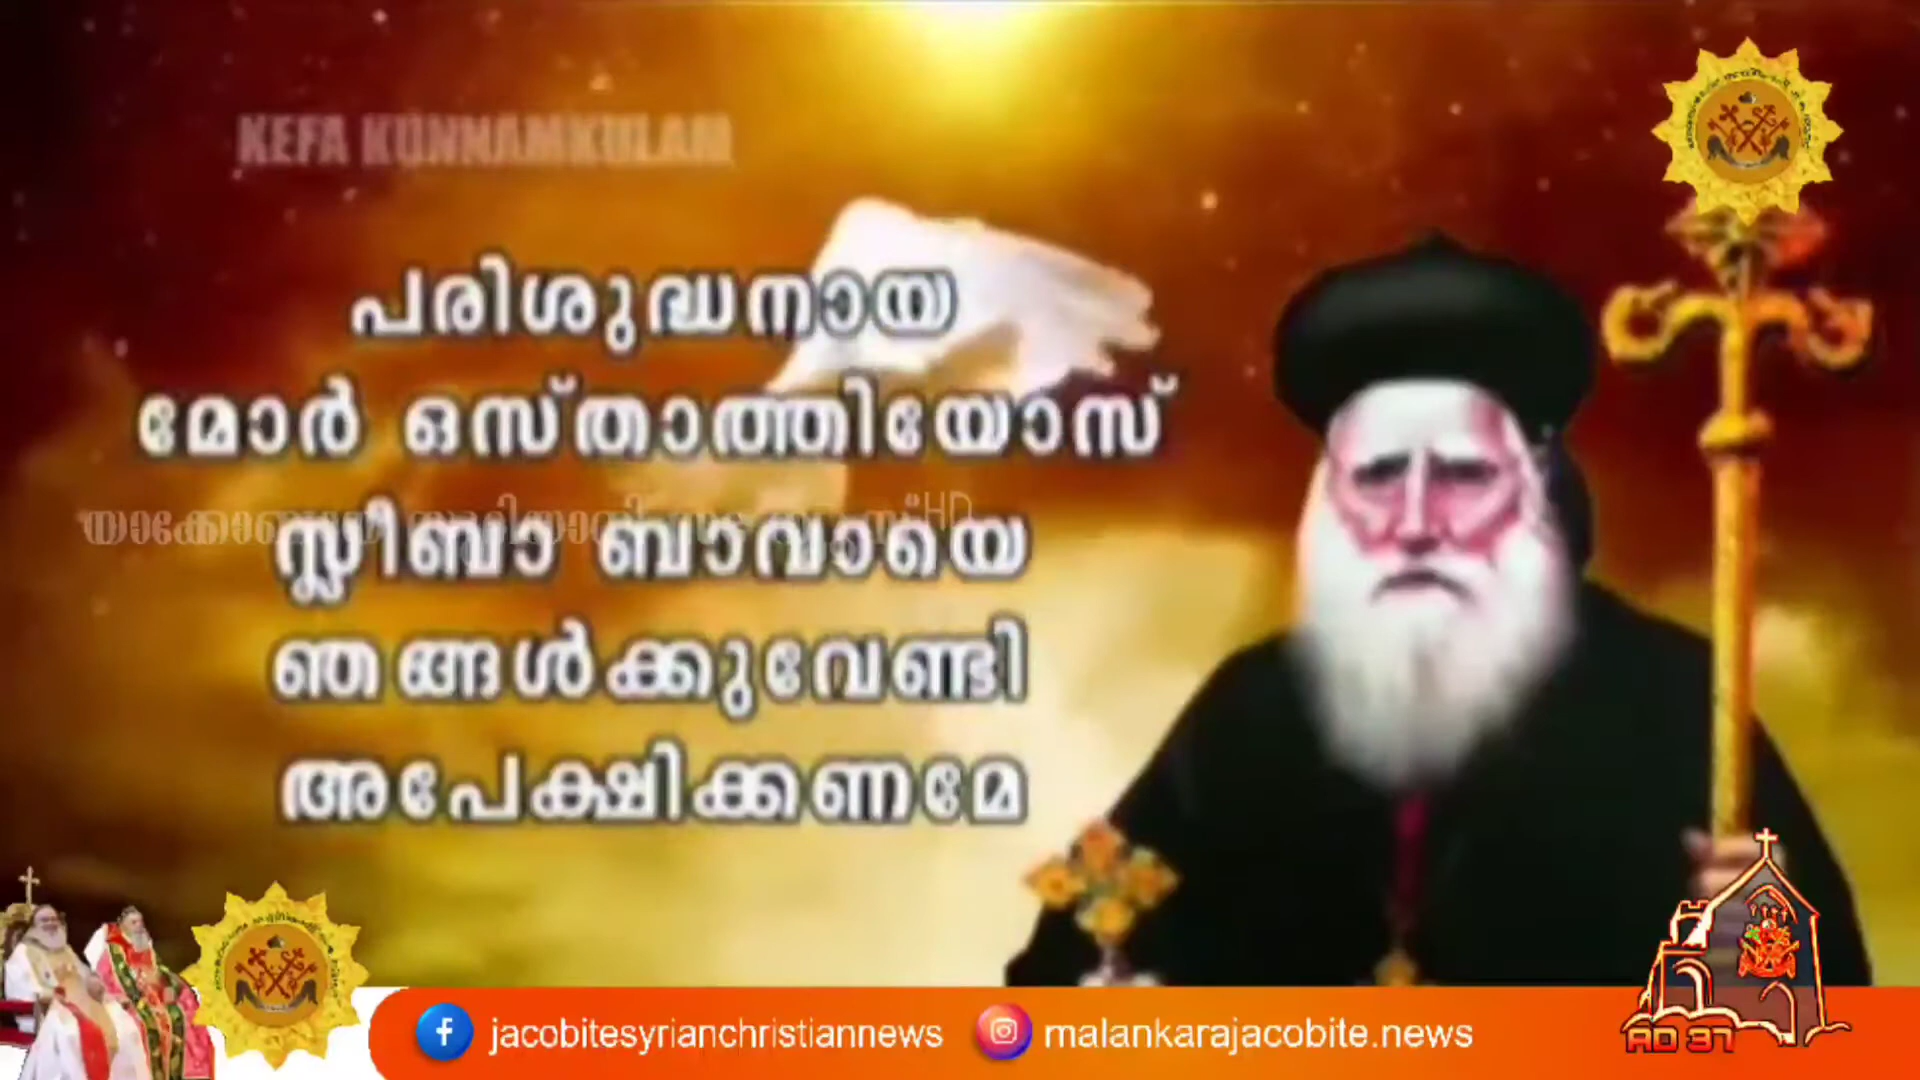 KEFA KUNNAMKULAM
പരിശുദ്ധനായ
മോർ ഒസ്താത്തിയോസ്
സ്ലീബാ ബാവായെ
ഞങ്ങൾക്കുവേണ്ടി
അപേക്ഷിക്കണമേ
jacobitesyrianchristiannews malankarajacobite.news
AD 37